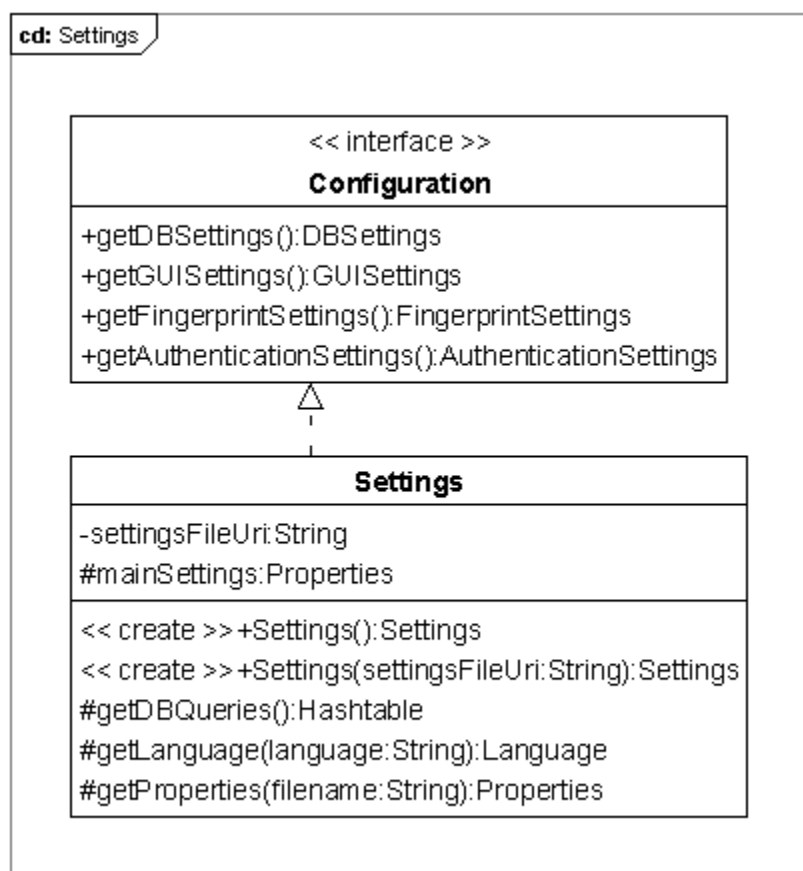 cd: Settings
<< interface >>
Configuration
+getDBSettings():DBSettings
+getGUISettings():GUISettings
+getFingerprintSettings():FingerprintSettings
+getAuthenticationSettings():AuthenticationSettings
Settings
-settingsFileUri:String
#mainSettings:Properties
<< create >>+Settings():Settings
<< create >>+Settings(settingsFileUri:String):Settings
#getDBQueries():Hashtable
#getLanguage(language:String):Language
#getProperties(filename:String):Properties